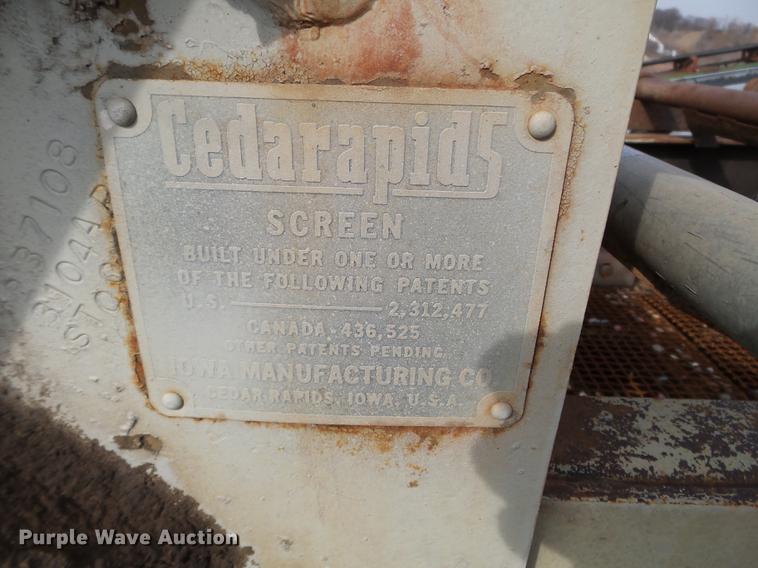 Cedarapids
SCREEN
BUILT UNDER ONE OR MORE
OF THE FOLLOWING PATENTS
U.S. 2,312,477
CANADA-436,525
OTHER PATENTS PENDING
IOWA MANUFACTURING CO
CEDAR RAPIDS, IOWA, U.S.A.
37108
Purple Wave Auction